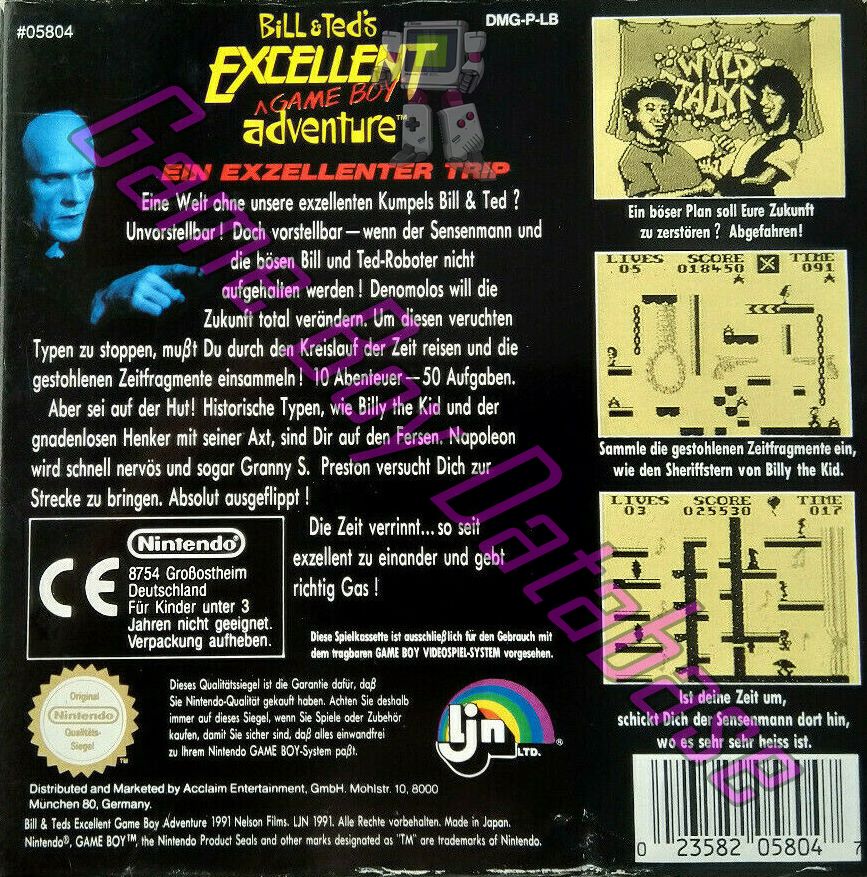 #05804
Bill & Ted's
EXCELLENT
A GAME BOY
adventure™
DMG-P-LB
EIN EXZELLENTER TRIP
Eine Welt ohne unsere exzellenten Kumpels Bill & Ted ?
Unvorstellbar ! Doch vorstellbar — wenn der Sensenmann und
die bösen Bill und Ted-Roboter nicht
aufgehalten werden ! Denomolos will die
Zukunft total verändern. Um diesen veruchten
Typen zu stoppen, mußt Du durch den Kreislauf der Zeit reisen und die
gestohlenen Zeitfragmente einsammeln ! 10 Abenteuer — 50 Aufgaben.
Aber sei auf der Hut! Historische Typen, wie Billy the Kid und der
gnadenlosen Henker mit seiner Axt, sind Dir auf den Fersen. Napoleon
wird schnell nervös und sogar Granny S. Preston versucht Dich zur
Strecke zu bringen. Absolut ausgeflippt !
Die Zeit verrinnt... so seit
exzellent zu einander und gebt
richtig Gas !
Diese Spielkassette ist ausschließlich für den Gebrauch mit
dem tragbaren GAME BOY VIDEOSPIEL-SYSTEM vorgesehen.
CE
Nintendo®
8754 Großostheim
Deutschland
Für Kinder unter 3
Jahren nicht geeignet.
Verpackung aufheben.
Original
Nintendo
Qualitäts-
Siegel
TM
Dieses Qualitätssiegel ist die Garantie dafür, daß
Sie Nintendo-Qualität gekauft haben. Achten Sie deshalb
immer auf dieses Siegel, wenn Sie Spiele oder Zubehör
kaufen, damit Sie sicher sind, daß alles einwandfrei
zu Ihrem Nintendo GAME BOY-System paßt.
ljn
LTD.
®
Distributed and Marketed by Acclaim Entertainment, GmbH. Mohlstr. 10, 8000
München 80, Germany.
Bill & Teds Excellent Game Boy Adventure 1991 Nelson Films. LJN 1991. Alle Rechte vorbehalten. Made in Japan.
Nintendo®, GAME BOY™, the Nintendo Product Seals and other marks designated as "TM" are trademarks of Nintendo.
WYLD
STALYN
Ein böser Plan soll Eure Zukunft
zu zerstören ? Abgefahren !
LIVES SCORE TIME
05 018450 091
Sammle die gestohlenen Zeitfragmente ein,
wie den Sheriffstern von Billy the Kid.
LIVES SCORE TIME
03 025530 017
Ist deine Zeit um,
schickt Dich der Sensenmann dort hin,
wo es sehr sehr heiss ist.
0 23582 05804 7
Game Boy Database